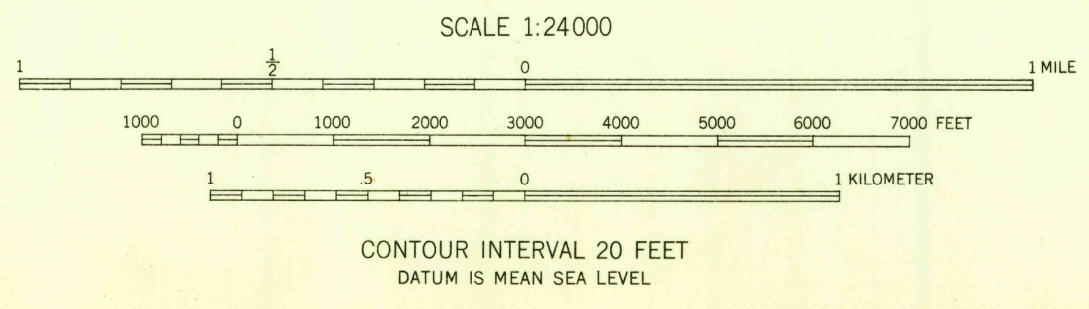 SCALE 1:24000
1 1/2 0 1 MILE
1000 0 1000 2000 3000 4000 5000 6000 7000 FEET
1 .5 0 1 KILOMETER
CONTOUR INTERVAL 20 FEET
DATUM IS MEAN SEA LEVEL